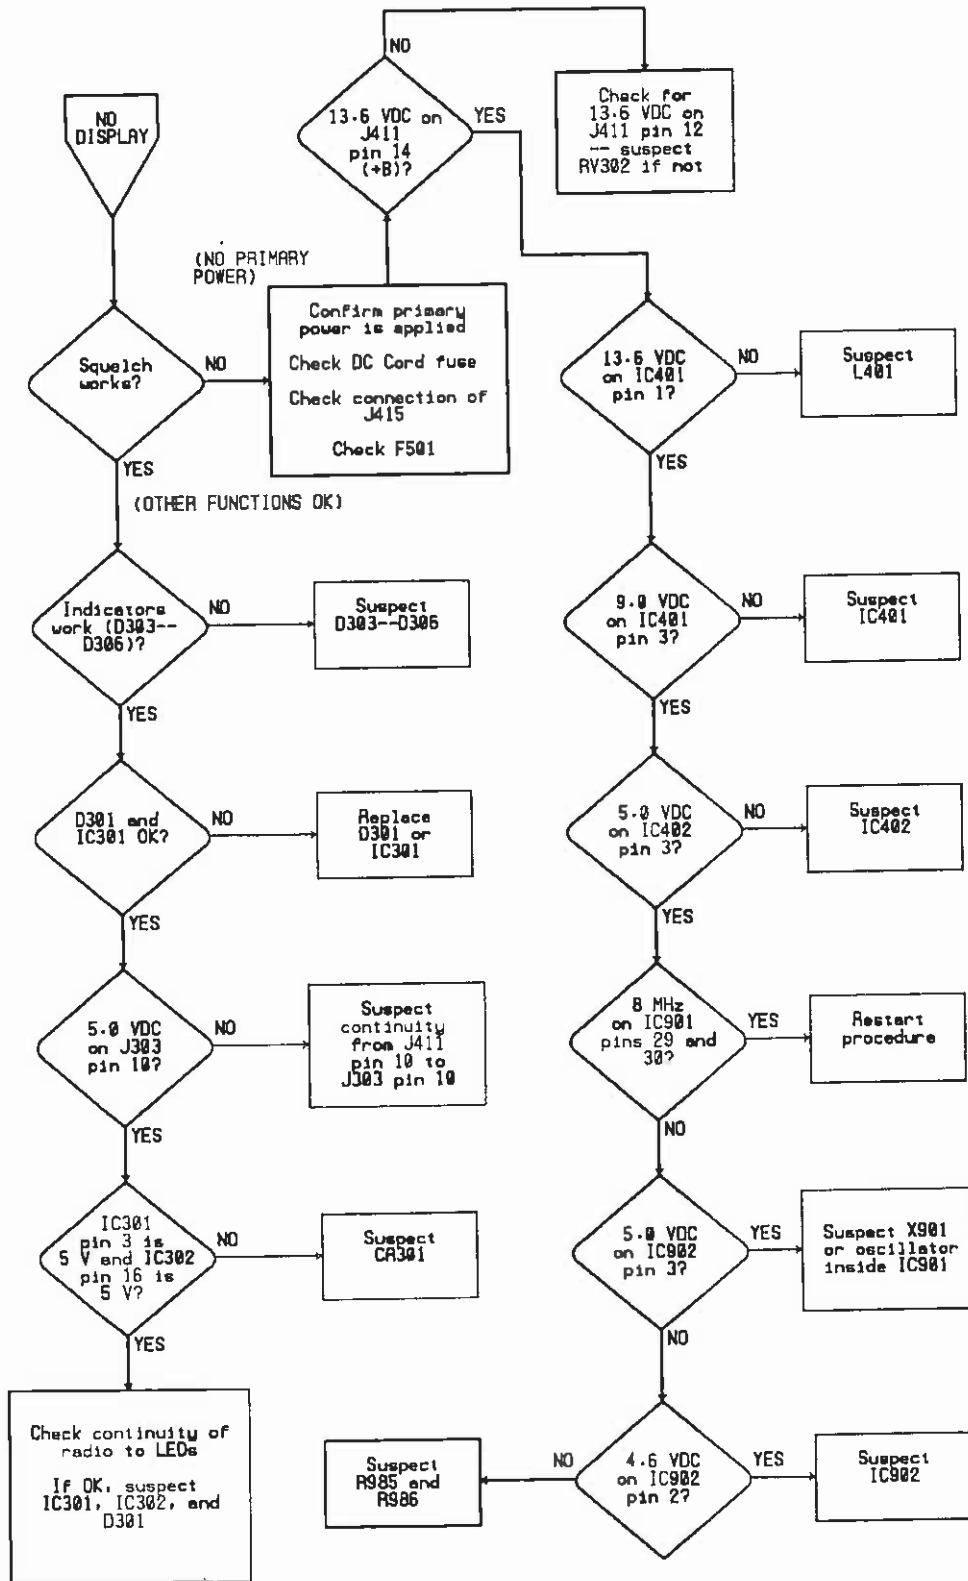 NO
DISPLAY
Squelch
works?
NO
YES
(OTHER FUNCTIONS OK)
(NO PRIMARY
POWER)
Confirm primary
power is applied
Check DC Cord fuse
Check connection of
J415
Check F501
13.6 VDC on
J411
pin 14
(+B)?
NO
YES
Check for
13.6 VDC on
J411 pin 12
-- suspect
RV302 if not
Indicators
work (D303--
D306)?
NO
YES
Suspect
D303--D306
D301 and
IC301 OK?
NO
YES
Replace
D301 or
IC301
5.0 VDC
on J303
pin 10?
NO
YES
Suspect
continuity
from J411
pin 10 to
J303 pin 10
IC301
pin 3 is
5 V and IC302
pin 16 is
5 V?
NO
YES
Suspect
CR301
Check continuity of
radio to LEDs
If OK, suspect
IC301, IC302, and
D301
13.6 VDC
on IC401
pin 1?
NO
YES
Suspect
L401
9.0 VDC
on IC401
pin 3?
NO
YES
Suspect
IC401
5.0 VDC
on IC402
pin 3?
NO
YES
Suspect
IC402
8 MHz
on IC901
pins 29 and
30?
YES
NO
Restart
procedure
5.0 VDC
on IC902
pin 3?
YES
NO
Suspect X901
or oscillator
inside IC901
4.6 VDC
on IC902
pin 2?
NO
YES
Suspect
R985 and
R986
Suspect
IC902